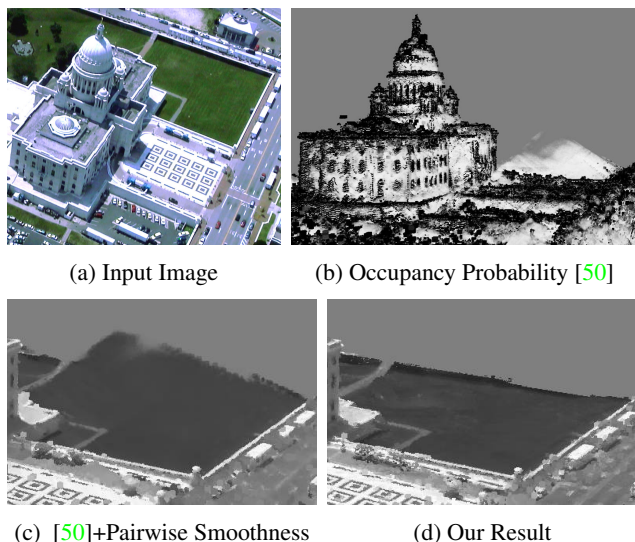 (a) Input Image
(b) Occupancy Probability [50]
(c) [50]+Pairwise Smoothness
(d) Our Result